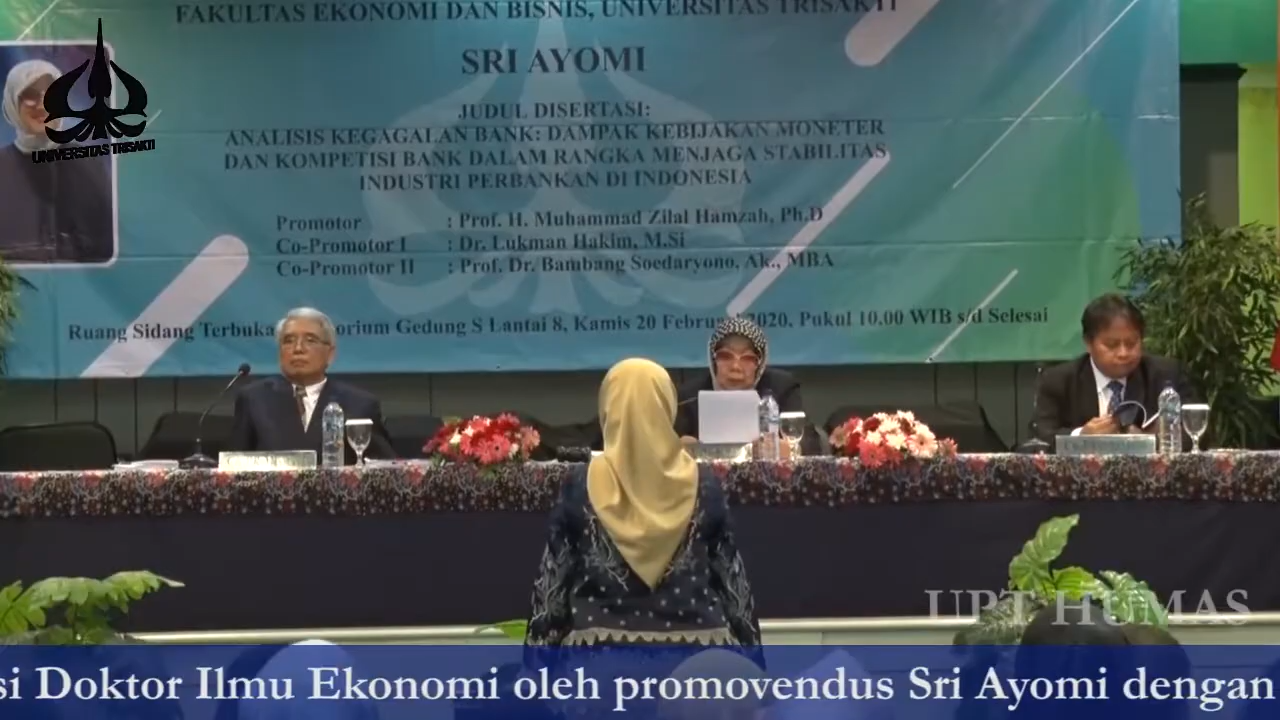 FAKULTAS EKONOMI DAN BISNIS, UNIVERSITAS TRISAKTI
SRI AYOMI
UNIVERSITAS TRISAKTI
JUDUL DISERTASI:
ANALISIS KEGAGALAN BANK: DAMPAK KEBIJAKAN MONETER
DAN KOMPETISI BANK DALAM RANGKA MENJAGA STABILITAS
INDUSTRI PERBANKAN DI INDONESIA
Promotor : Prof. H. Muhammad Zilal Hamzah, Ph.D
Co-Promotor I : Dr. Lukman Hakim, M.Si
Co-Promotor II : Prof. Dr. Bambang Soedaryono, Ak., MBA
Ruang Sidang Terbuka Gedung S Lantai 8, Kamis 20 2020, Pukul 10.00 WIB s/d Selesai
UPT HUMAS
si Doktor Ilmu Ekonomi oleh promovendus Sri Ayomi dengan